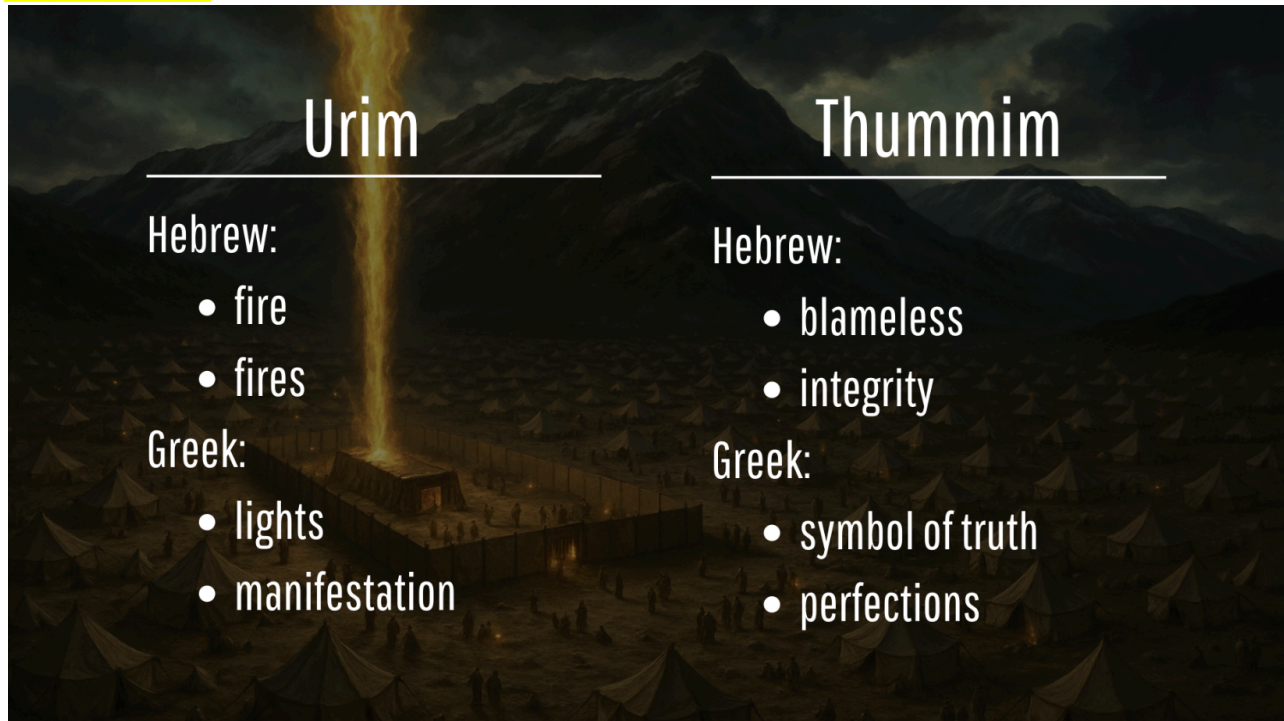 Urim
Hebrew:
• fire
• fires
Greek:
• lights
• manifestation
Thummim
Hebrew:
• blameless
• integrity
Greek:
• symbol of truth
• perfections